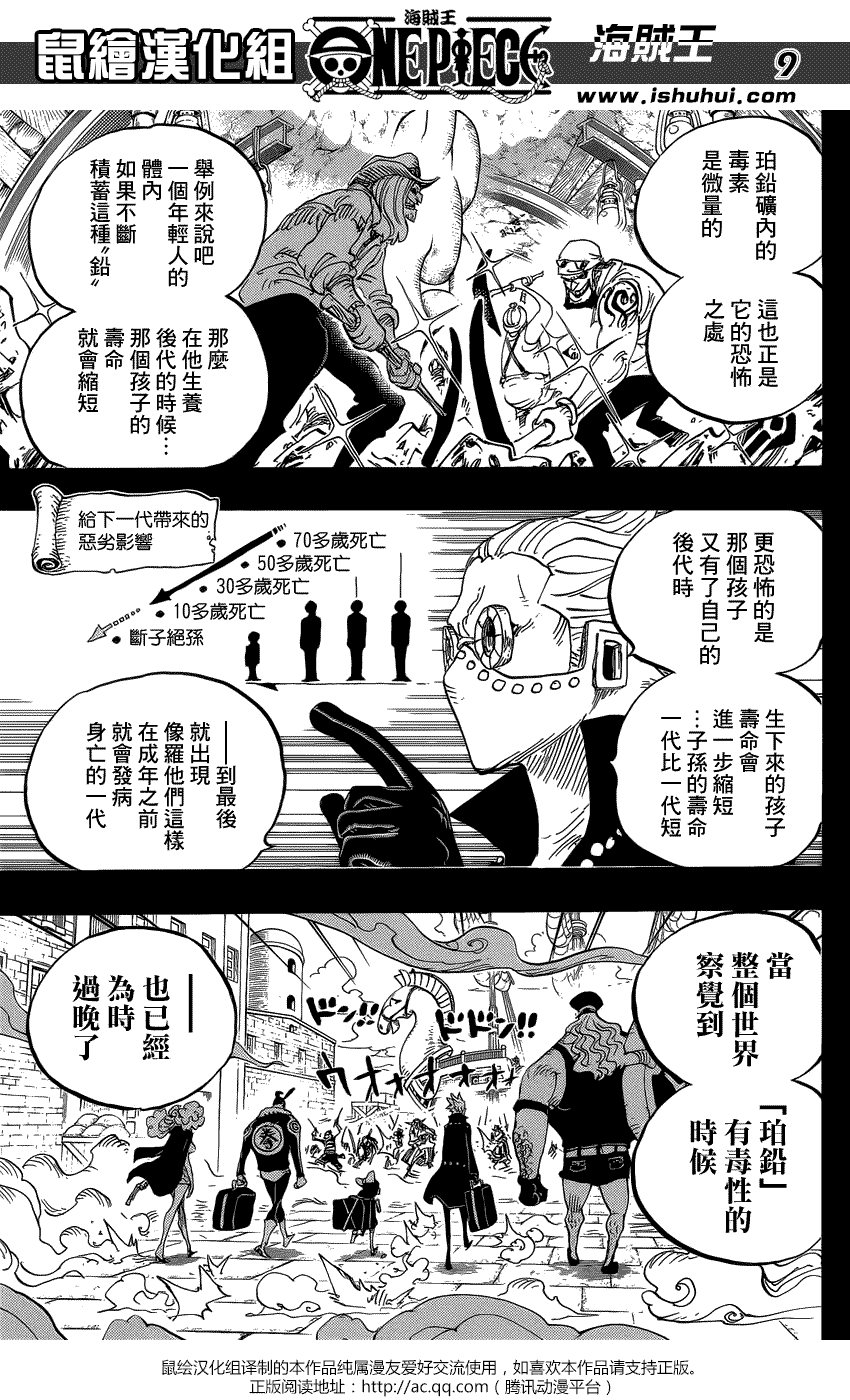 鼠繪漢化組
海賊王
ONE PIECE
海賊王
9
www.ishuhui.com
珀鉛礦內的
毒素
是微量的
這也正是
它的恐怖
之處
舉例來說吧
一個年輕人的
體內
如果不斷
積蓄這種〝鉛〞
那麼
在他生養
後代的時候…
那個孩子的
壽命
就會縮短
更恐怖的是
那個孩子
又有了自己的
後代時
生下來的孩子
壽命會
進一步縮短
…子孫的壽命
一代比一代短
給下一代帶來的
惡劣影響
•70多歲死亡
•50多歲死亡
•30多歲死亡
•10多歲死亡
•斷子絕孫
——到最後
就出現
像羅他們這樣
在成年之前
就會發病
身亡的一代
當
整個世界
察覺到
「珀鉛」
有毒性的
時候
——
也已經
為時
過晚了
ドドン!!
ドン!!
ウオォォォォ
鼠绘汉化组译制的本作品纯属漫友爱好交流使用，如喜欢本作品请支持正版。
正版阅读地址：http://ac.qq.com（腾讯动漫平台）